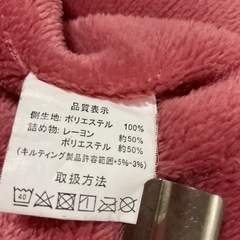 品質表示
側生地：ポリエステル 100%
詰め物：レーヨン 約50%
ポリエステル 約50%
(キルティング製品許容範囲+5%-3%)
取扱方法
40